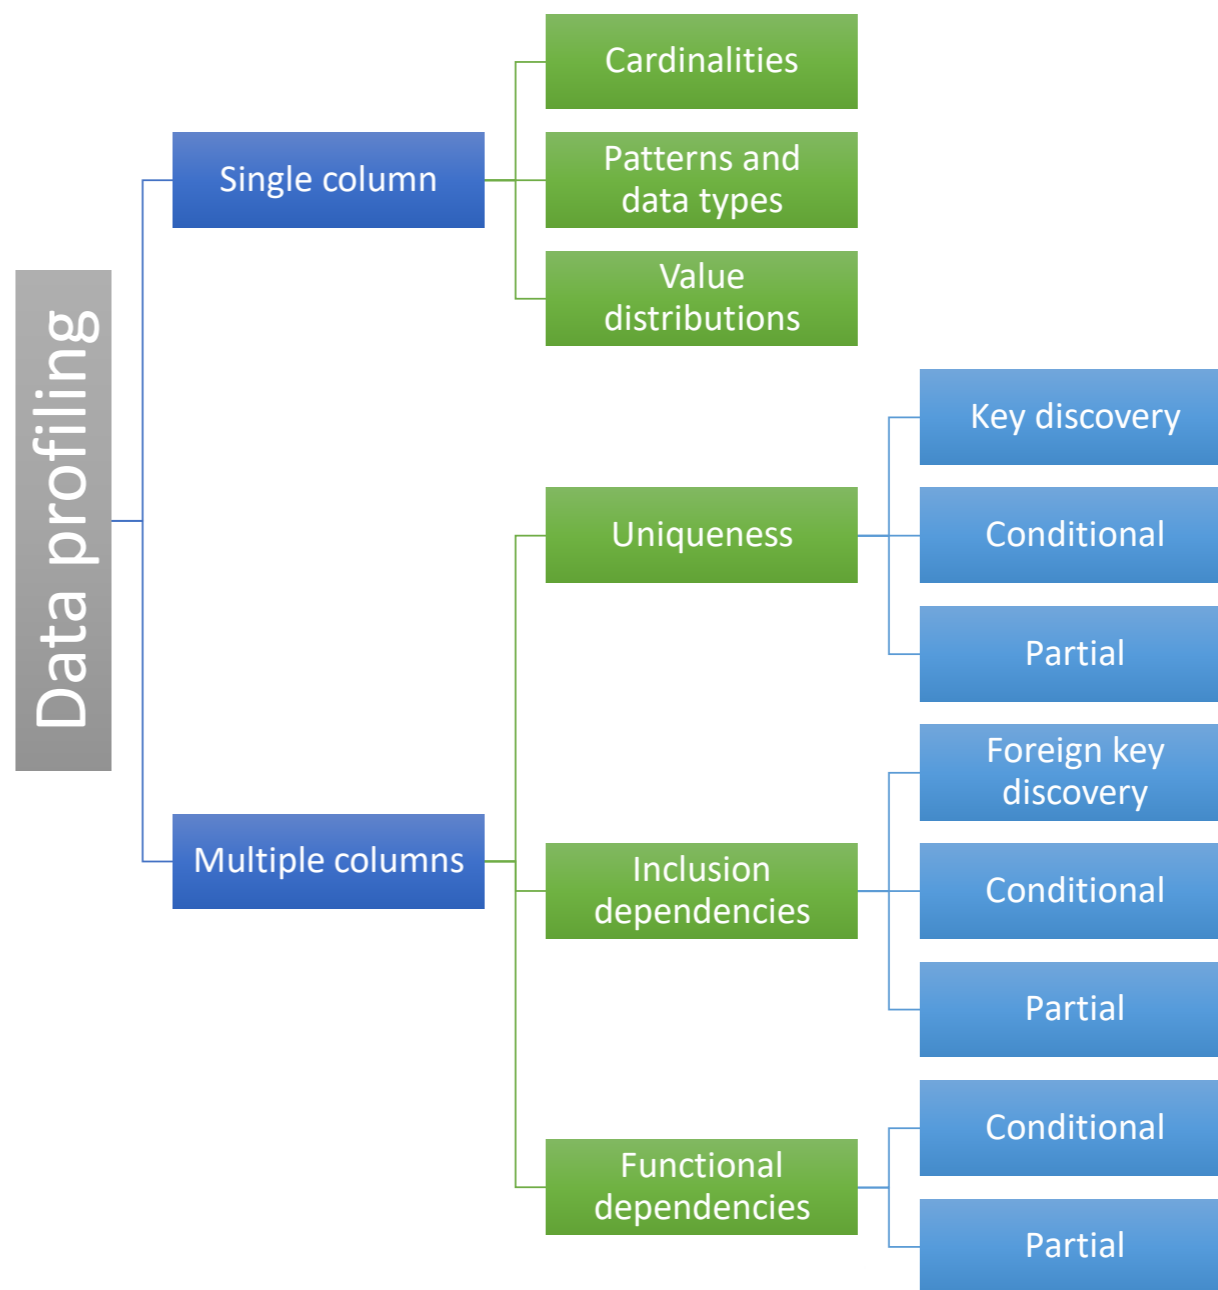 Data profiling
Single column
Cardinalities
Patterns and
data types
Value
distributions
Multiple columns
Uniqueness
Key discovery
Conditional
Partial
Inclusion
dependencies
Foreign key
discovery
Conditional
Partial
Functional
dependencies
Conditional
Partial